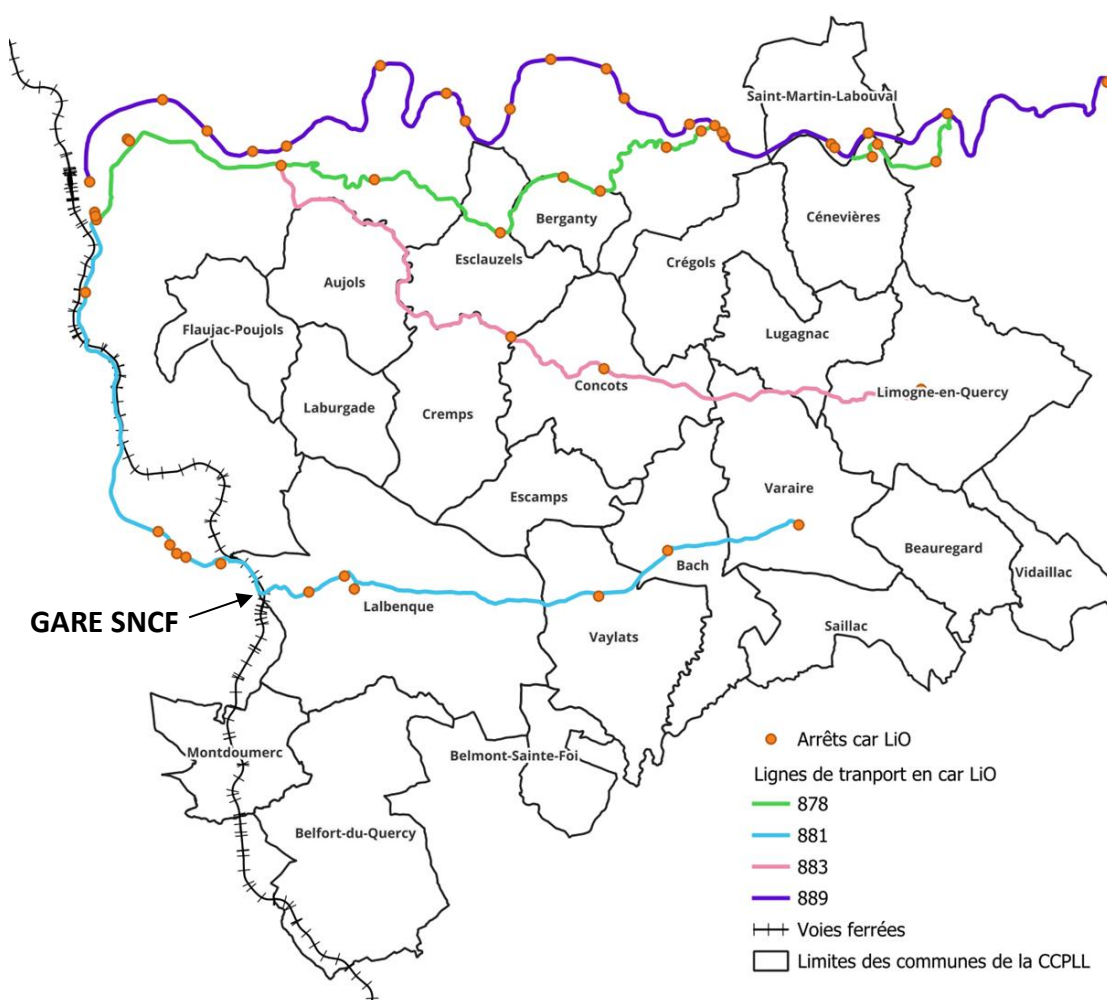 Saint-Martin-Labouval
Cénevières
Berganty
Esclauzels
Crégols
Aujols
Flaujac-Poujols
Lugagnac
Laburgade
Cremps
Concots
Limogne-en-Quercy
Escamps
Varaire
Beauregard
Bach
Vidaillac
GARE SNCF
Lalbenque
Vaylats
Saillac
Montdoumerc
Belmont-Sainte-Foi
Belfort-du-Quercy
Arrêts car LiO
Lignes de tranport en car LiO
878
881
883
889
Voies ferrées
Limites des communes de la CCPLL